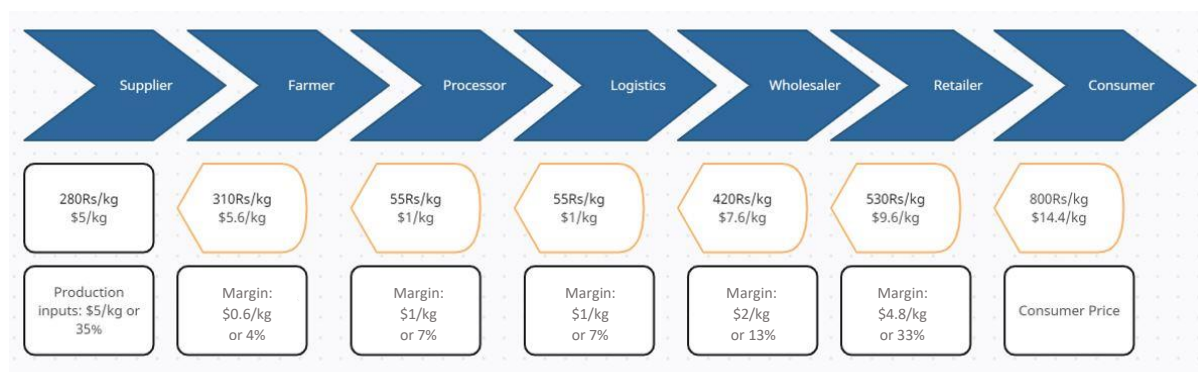 Supplier
Farmer
Processor
Logistics
Wholesaler
Retailer
Consumer
280Rs/kg
$5/kg
310Rs/kg
$5.6/kg
55Rs/kg
$1/kg
55Rs/kg
$1/kg
420Rs/kg
$7.6/kg
530Rs/kg
$9.6/kg
800Rs/kg
$14.4/kg
Production
inputs: $5/kg or
35%
Margin:
$0.6/kg
or 4%
Margin:
$1/kg
or 7%
Margin:
$1/kg
or 7%
Margin:
$2/kg
or 13%
Margin:
$4.8/kg
or 33%
Consumer Price